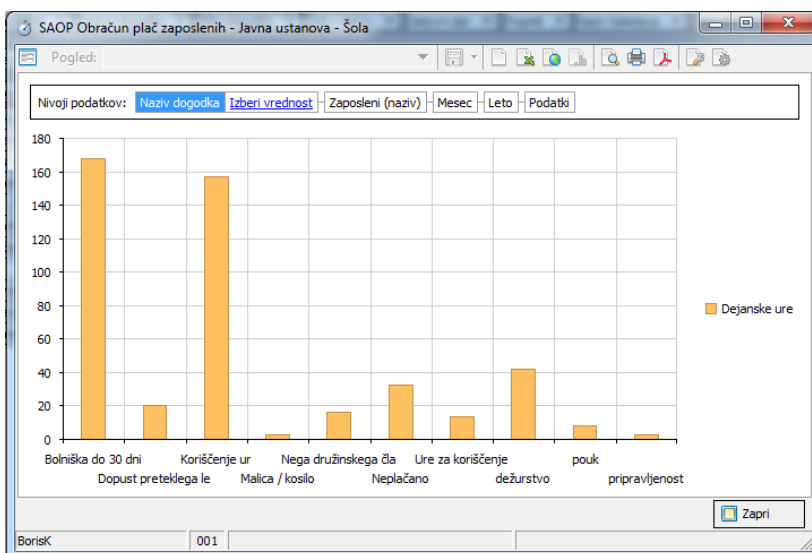 SAOP Obračun plač zaposlenih - Javna ustanova - Šola
Pogled:
Nivoji podatkov: Naziv dogodka Izberi vrednost Zaposleni (naziv) Mesec Leto Podatki
180
160
140
120
100
80
60
40
20
0
Dejanske ure
Bolniška do 30 dni Koriščenje ur Nega družinskega čla Ure za koriščenje pouk
Dopust preteklega le Malica / kosilo Neplačano dežurstvo pripravljenost
Zapri
BorisK 001